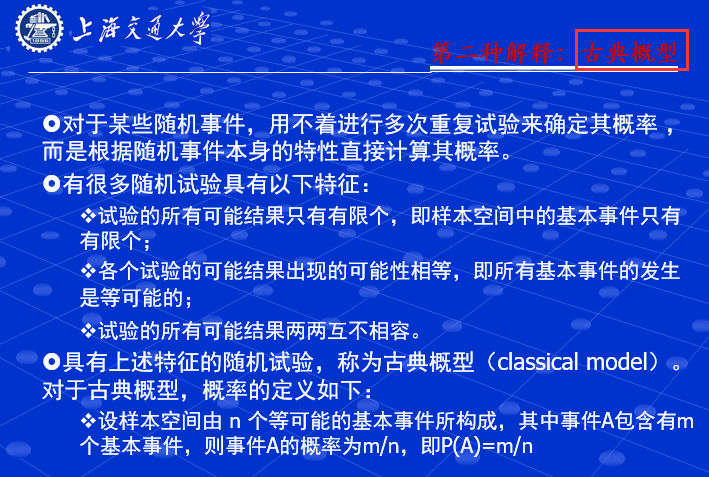 上海交通大学
第二种解释：古典概型
对于某些随机事件，用不着进行多次重复试验来确定其概率，
而是根据随机事件本身的特性直接计算其概率。
有很多随机试验具有以下特征：
试验的所有可能结果只有有限个，即样本空间中的基本事件只有
有限个；
各个试验的可能结果出现的可能性相等，即所有基本事件的发生
是等可能的；
试验的所有可能结果两两互不相容。
具有上述特征的随机试验，称为古典概型（classical model）。
对于古典概型，概率的定义如下：
设样本空间由 n 个等可能的基本事件所构成，其中事件A包含有m
个基本事件，则事件A的概率为m/n，即P(A)=m/n